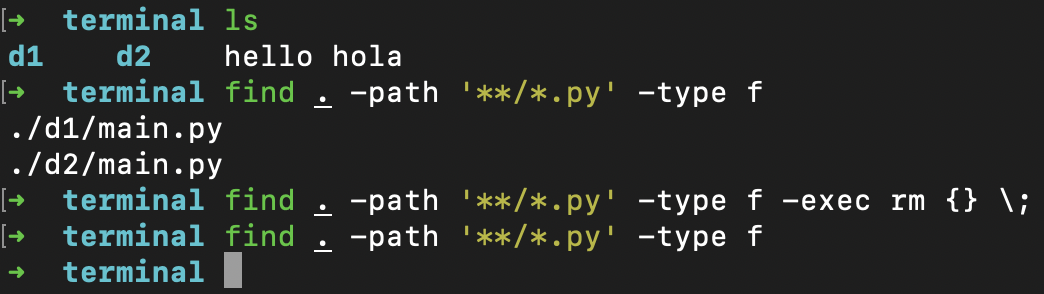 [➜  terminal ls
d1    d2    hello hola
[➜  terminal find . -path '**/*.py' -type f
./d1/main.py
./d2/main.py
[➜  terminal find . -path '**/*.py' -type f -exec rm {} \;
[➜  terminal find . -path '**/*.py' -type f
➜  terminal